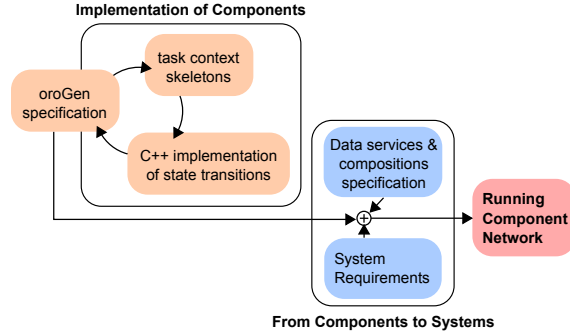 Implementation of Components
task context
skeletons
oroGen
specification
C++ implementation
of state transitions
Data services &
compositions
specification
+
Running
Component
Network
System
Requirements
From Components to Systems